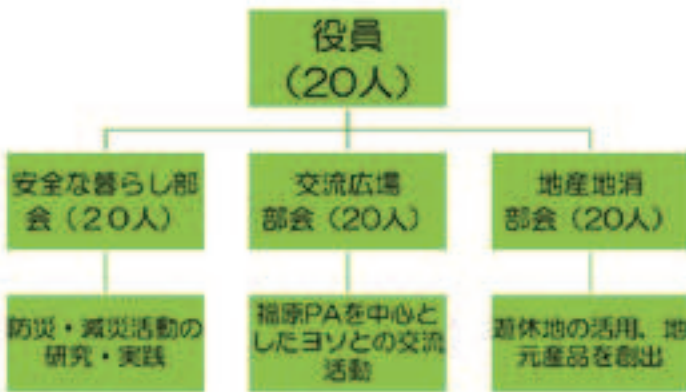 役員
（20人）
安全な暮らし部
会（２０人）
交流広場
部会（20人）
地産地消
部会（20人）
防災・減災活動の
研究・実践
PAを中心と
したヨソとの交流
活動
遊休地の活用、地
元産品を創出